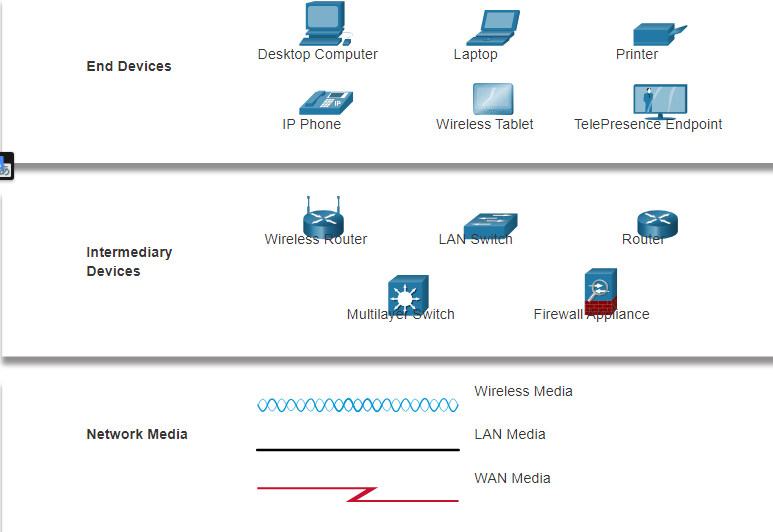 Desktop Computer
Laptop
Printer
End Devices
IP
IP Phone
Wireless Tablet
TelePresence Endpoint
Wireless Router
LAN Switch
Router
Intermediary
Devices
Multilayer Switch
Firewall Appliance
Wireless Media
Network Media
LAN Media
WAN Media